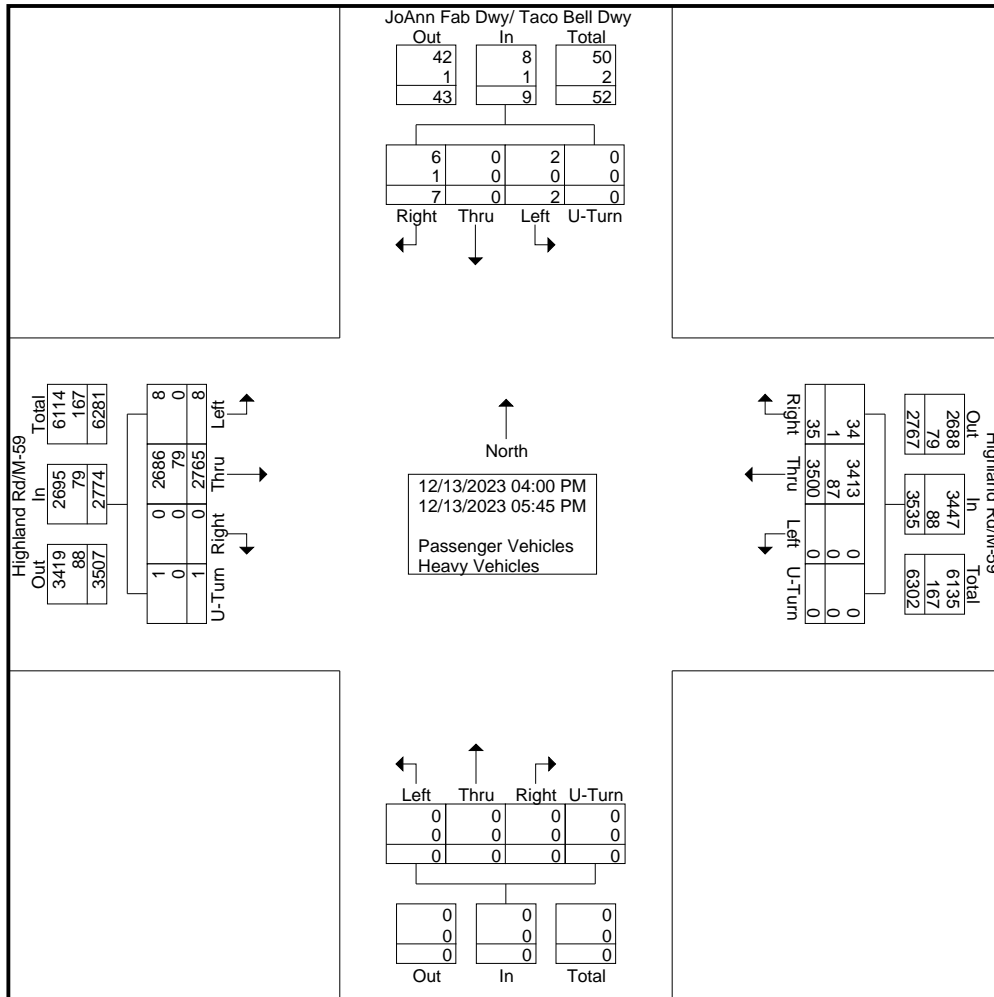 JoAnn Fab Dwy/ Taco Bell Dwy
Out In Total
42 8 50
1 1 2
43 9 52
6 0 2 0
1 0 0 0
7 0 2 0
Right Thru Left U-Turn
Highland Rd/M-59
Total In Out
6114 2695 3419
167 79 88
6281 2774 3507
8 2686 0 1
0 79 0 0
8 2765 0 1
Left Thru Right U-Turn
North
12/13/2023 04:00 PM
12/13/2023 05:45 PM
Passenger Vehicles
Heavy Vehicles
Highland Rd/M-59
Out In Total
2688 3447 6135
79 88 167
2767 3535 6302
34 3413 0 0
1 87 0 0
35 3500 0 0
Right Thru Left U-Turn
Left Thru Right U-Turn
0 0 0 0
0 0 0 0
0 0 0 0
0 0 0
0 0 0
0 0 0
Out In Total